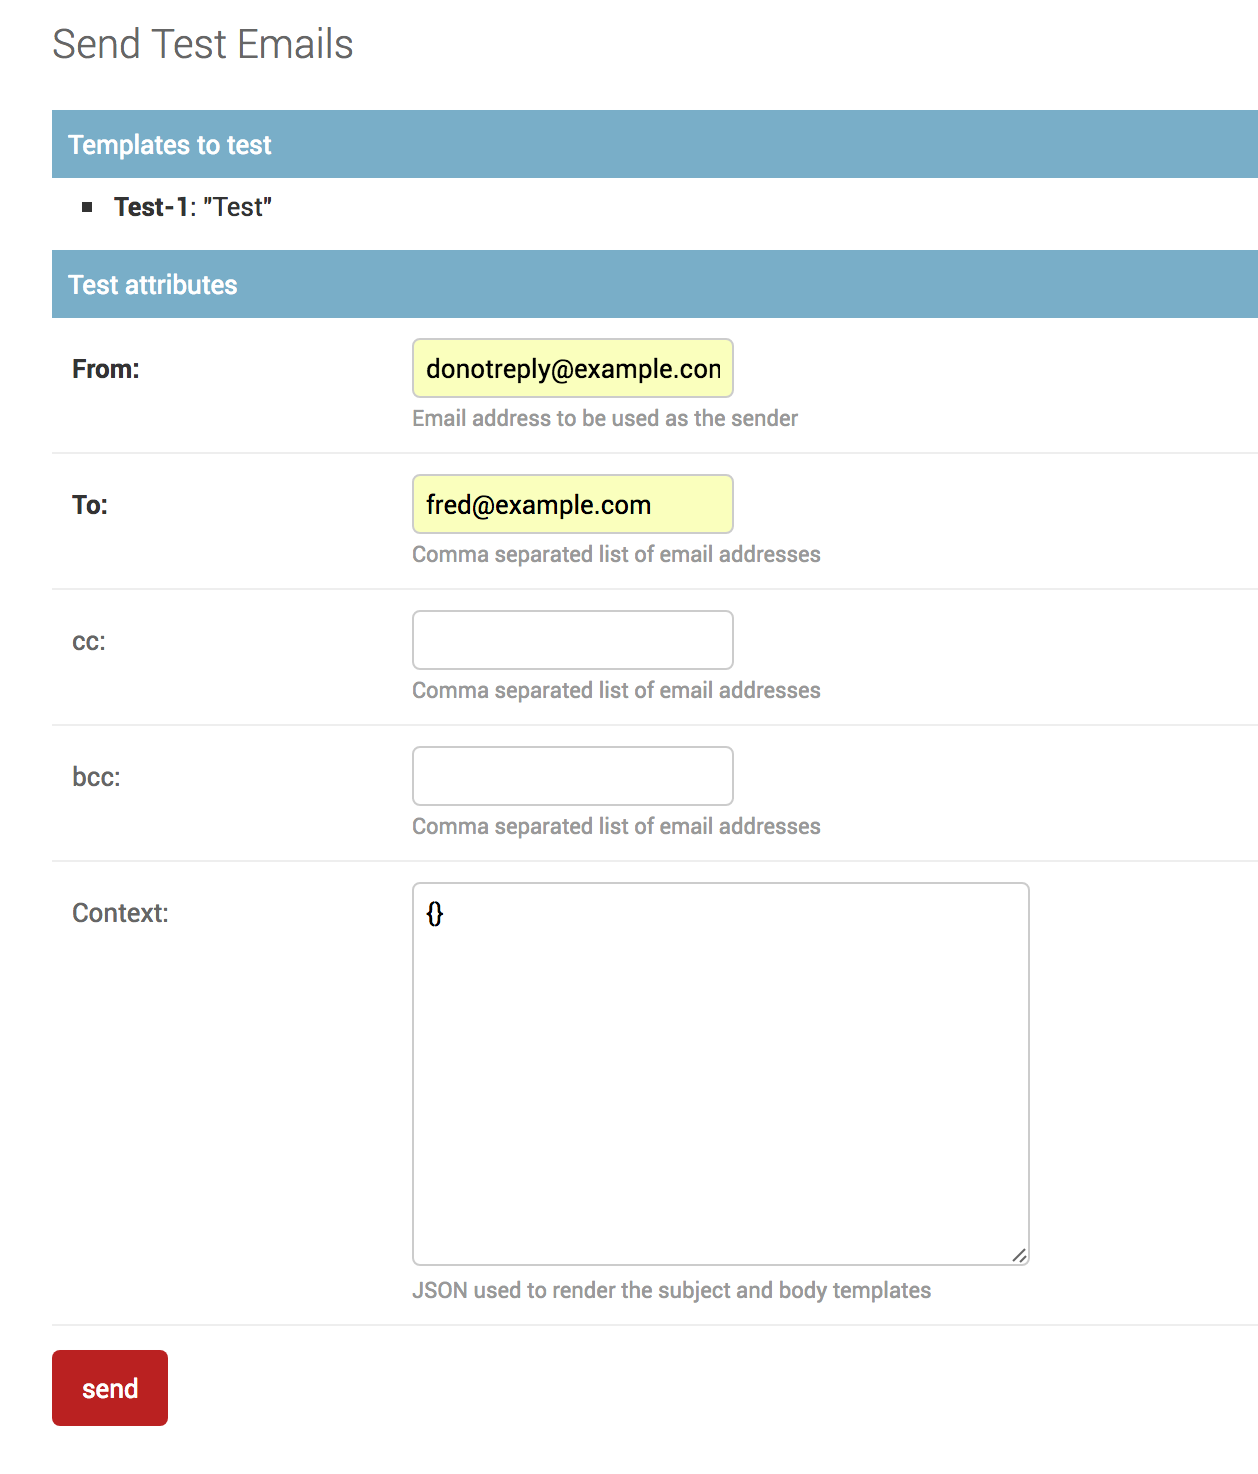 Send Test Emails
Templates to test
Test-1: "Test"
Test attributes
From: donotreply@example.con
Email address to be used as the sender
To: fred@example.com
Comma separated list of email addresses
cc:
Comma separated list of email addresses
bcc:
Comma separated list of email addresses
Context: {}
JSON used to render the subject and body templates
send